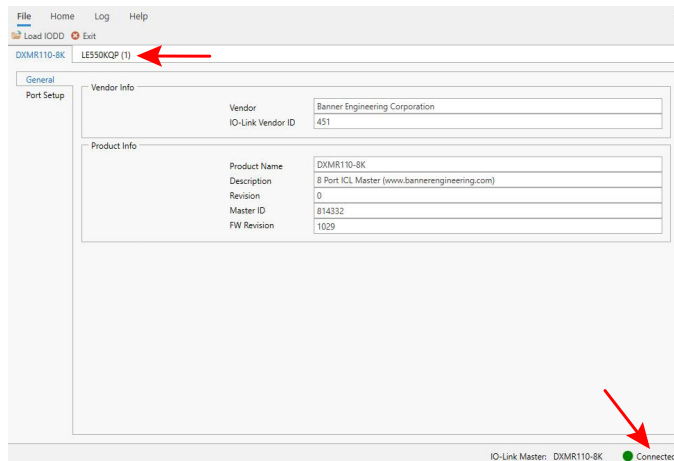 File Home Log Help
Load IODD Exit
DXMR110-8K LE550KQP (1)
General
Port Setup
Vendor Info
Vendor Banner Engineering Corporation
IO-Link Vendor ID 451
Product Info
Product Name DXMR110-8K
Description 8 Port ICL Master (www.bannerengineering.com)
Revision 0
Master ID 814332
FW Revision 1029
IO-Link Master: DXMR110-8K Connected